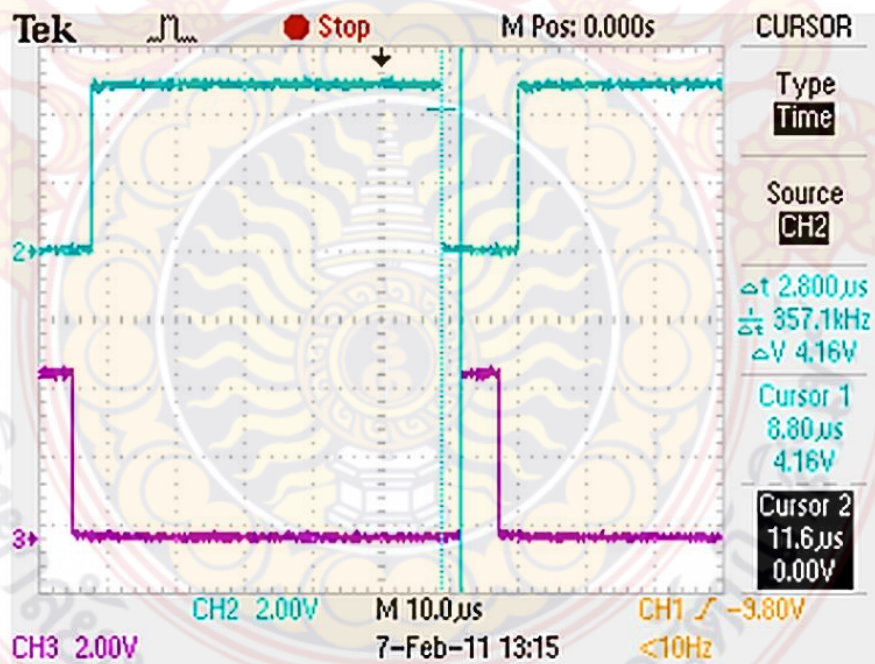 Tek Stop M Pos: 0.000s CURSOR
Type
Time
Source
CH2
Δt 2.800µs
1/Δt 357.1kHz
ΔV 4.16V
Cursor 1
8.80µs
4.16V
Cursor 2
11.6µs
0.00V
2
3
CH2 2.00V M 10.0µs CH1 -9.80V
CH3 2.00V 7-Feb-11 13:15 <10Hz